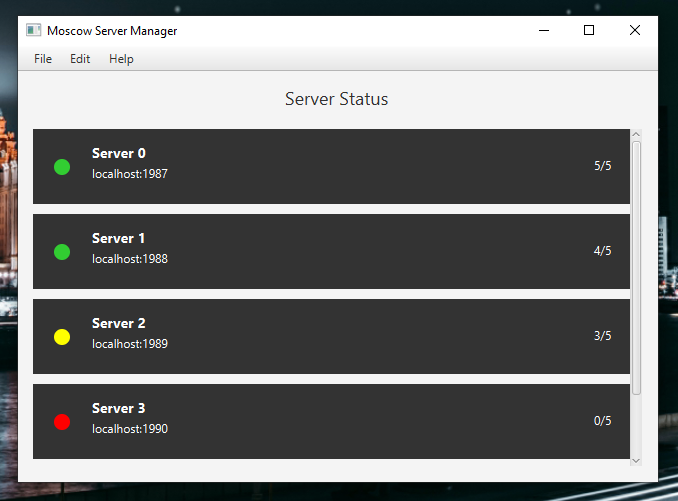 Moscow Server Manager
File Edit Help
Server Status
Server 0
localhost:1987
5/5
Server 1
localhost:1988
4/5
Server 2
localhost:1989
3/5
Server 3
localhost:1990
0/5